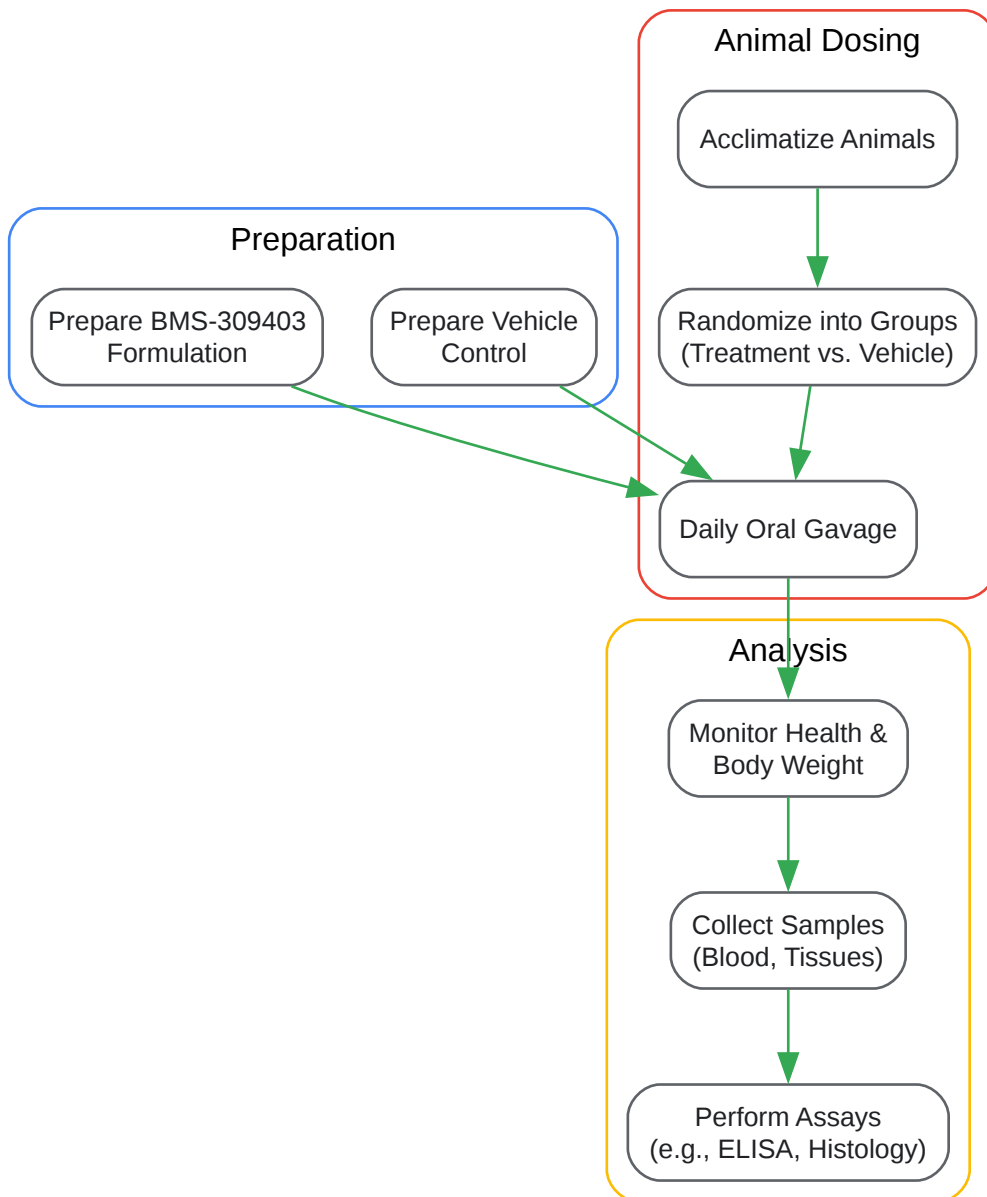 Animal Dosing
Acclimatize Animals
Preparation
Prepare BMS-309403
Formulation
Prepare Vehicle
Control
Randomize into Groups
(Treatment vs. Vehicle)
Daily Oral Gavage
Analysis
Monitor Health &
Body Weight
Collect Samples
(Blood, Tissues)
Perform Assays
(e.g., ELISA, Histology)